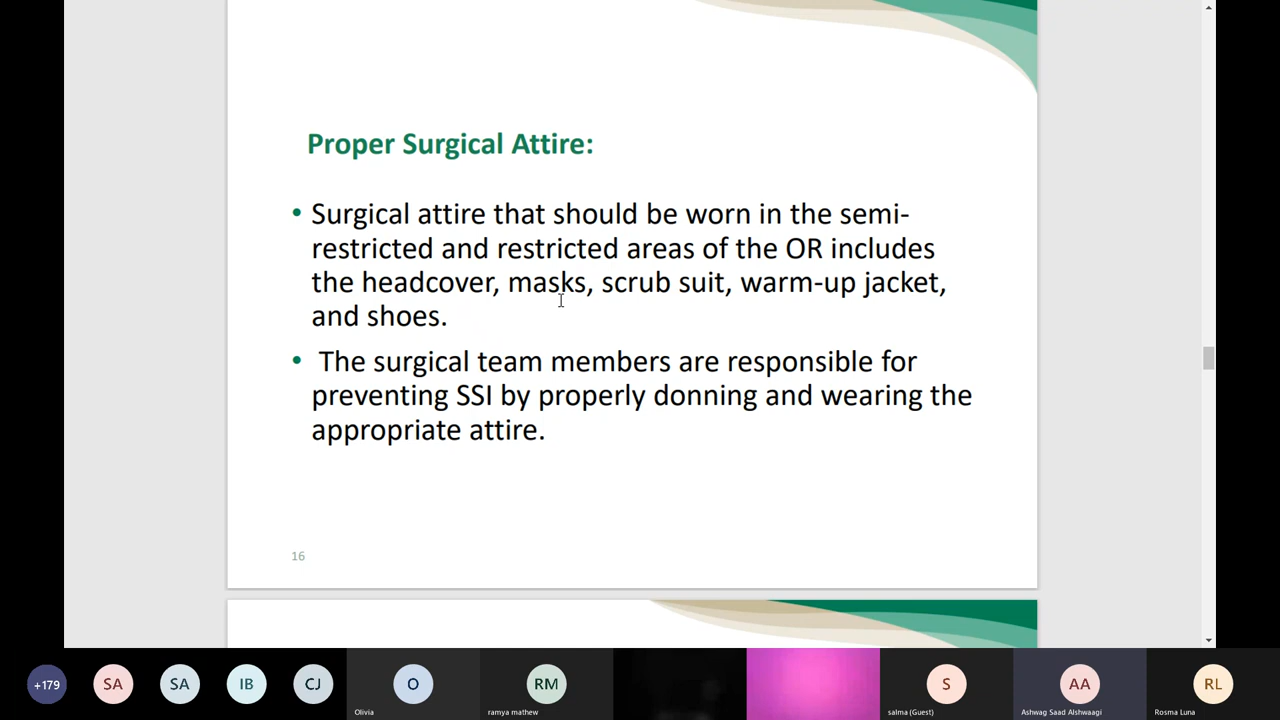 Proper Surgical Attire:
• Surgical attire that should be worn in the semi-
restricted and restricted areas of the OR includes
the headcover, masks, scrub suit, warm-up jacket,
and shoes.
• The surgical team members are responsible for
preventing SSI by properly donning and wearing the
appropriate attire.
16
+179 SA SA IB CJ O RM S AA RL
Olivia ramya mathew salma (Guest) Ashwag Saad Alshwaagi Rosma Luna